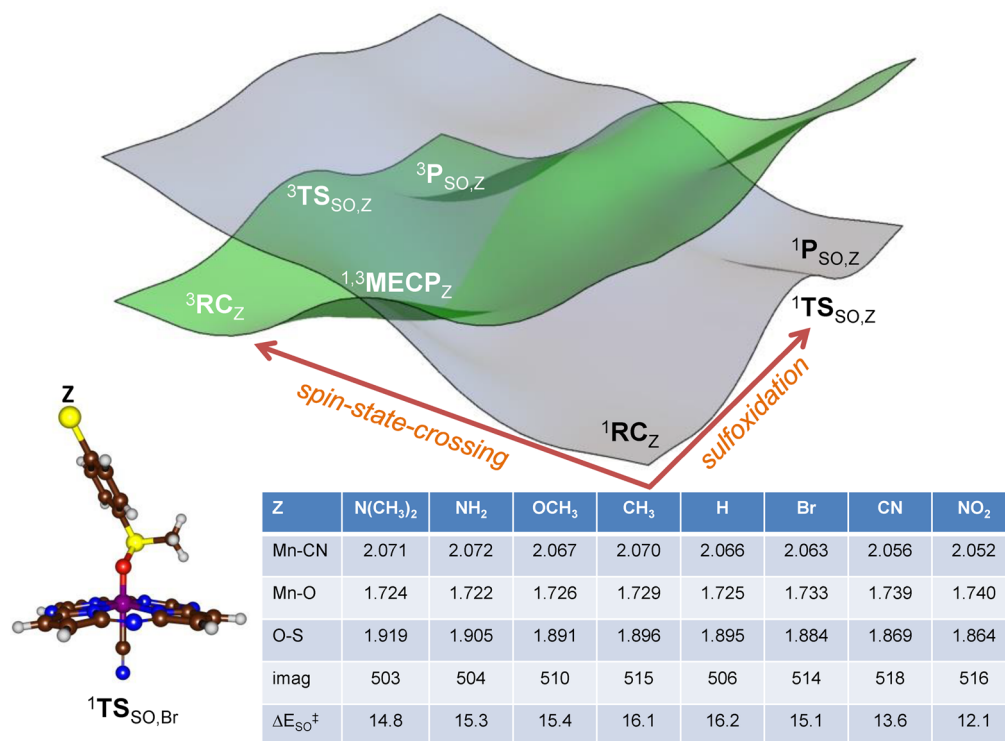 ³TS_SO,Z
³P_SO,Z
¹P_SO,Z
¹,³MECP_Z
³RC_Z
¹TS_SO,Z
spin-state-crossing
sulfoxidation
¹RC_Z
Z
¹TS_SO,Br
Z N(CH₃)₂ NH₂ OCH₃ CH₃ H Br CN NO₂
Mn-CN 2.071 2.072 2.067 2.070 2.066 2.063 2.056 2.052
Mn-O 1.724 1.722 1.726 1.729 1.725 1.733 1.739 1.740
O-S 1.919 1.905 1.891 1.896 1.895 1.884 1.869 1.864
imag 503 504 510 515 506 514 518 516
ΔE_SO‡ 14.8 15.3 15.4 16.1 16.2 15.1 13.6 12.1